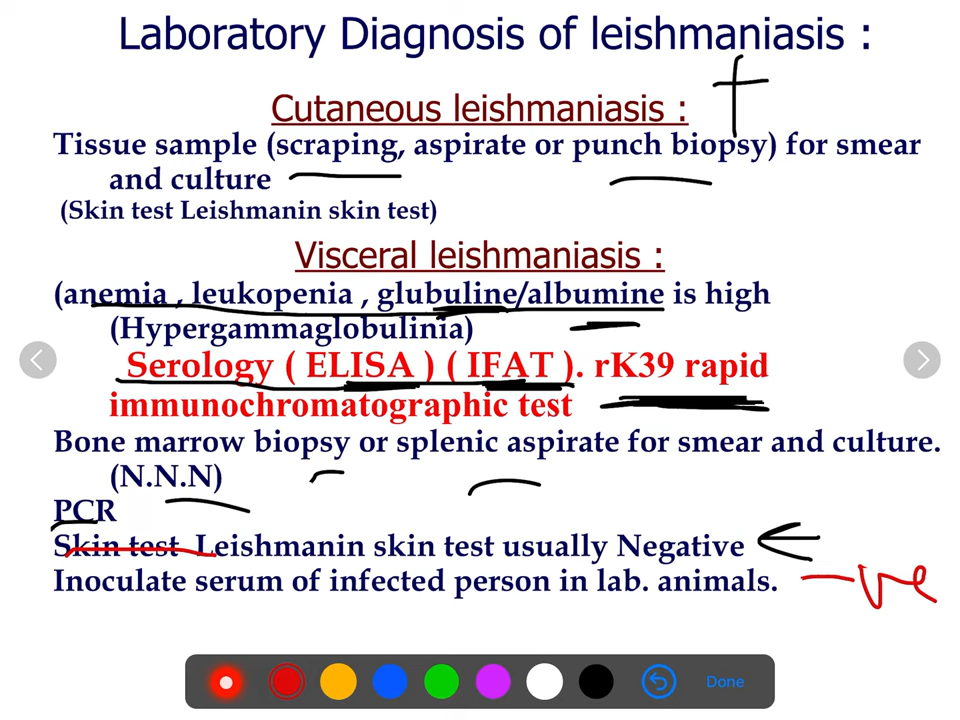 Laboratory Diagnosis of leishmaniasis :
Cutaneous leishmaniasis :
Tissue sample (scraping, aspirate or punch biopsy) for smear
and culture
(Skin test Leishmanin skin test)
Visceral leishmaniasis :
(anemia , leukopenia , glubuline/albumine is high
(Hypergammaglobulinia)
Serology ( ELISA ) ( IFAT ). rK39 rapid
immunochromatographic test
Bone marrow biopsy or splenic aspirate for smear and culture.
(N.N.N)
PCR
Skin test Leishmanin skin test usually Negative
Inoculate serum of infected person in lab. animals. -ve
Done